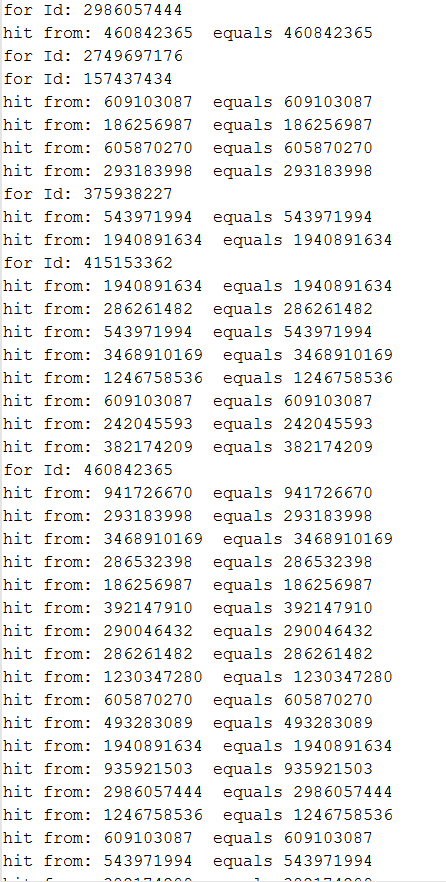 for Id: 2986057444
hit from: 460842365  equals 460842365
for Id: 2749697176
for Id: 157437434
hit from: 609103087  equals 609103087
hit from: 186256987  equals 186256987
hit from: 605870270  equals 605870270
hit from: 293183998  equals 293183998
for Id: 375938227
hit from: 543971994  equals 543971994
hit from: 1940891634  equals 1940891634
for Id: 415153362
hit from: 1940891634  equals 1940891634
hit from: 286261482  equals 286261482
hit from: 543971994  equals 543971994
hit from: 3468910169  equals 3468910169
hit from: 1246758536  equals 1246758536
hit from: 609103087  equals 609103087
hit from: 242045593  equals 242045593
hit from: 382174209  equals 382174209
for Id: 460842365
hit from: 941726670  equals 941726670
hit from: 293183998  equals 293183998
hit from: 3468910169  equals 3468910169
hit from: 286532398  equals 286532398
hit from: 186256987  equals 186256987
hit from: 392147910  equals 392147910
hit from: 290046432  equals 290046432
hit from: 286261482  equals 286261482
hit from: 1230347280  equals 1230347280
hit from: 605870270  equals 605870270
hit from: 493283089  equals 493283089
hit from: 1940891634  equals 1940891634
hit from: 935921503  equals 935921503
hit from: 2986057444  equals 2986057444
hit from: 1246758536  equals 1246758536
hit from: 609103087  equals 609103087
hit from: 543971994  equals 543971994